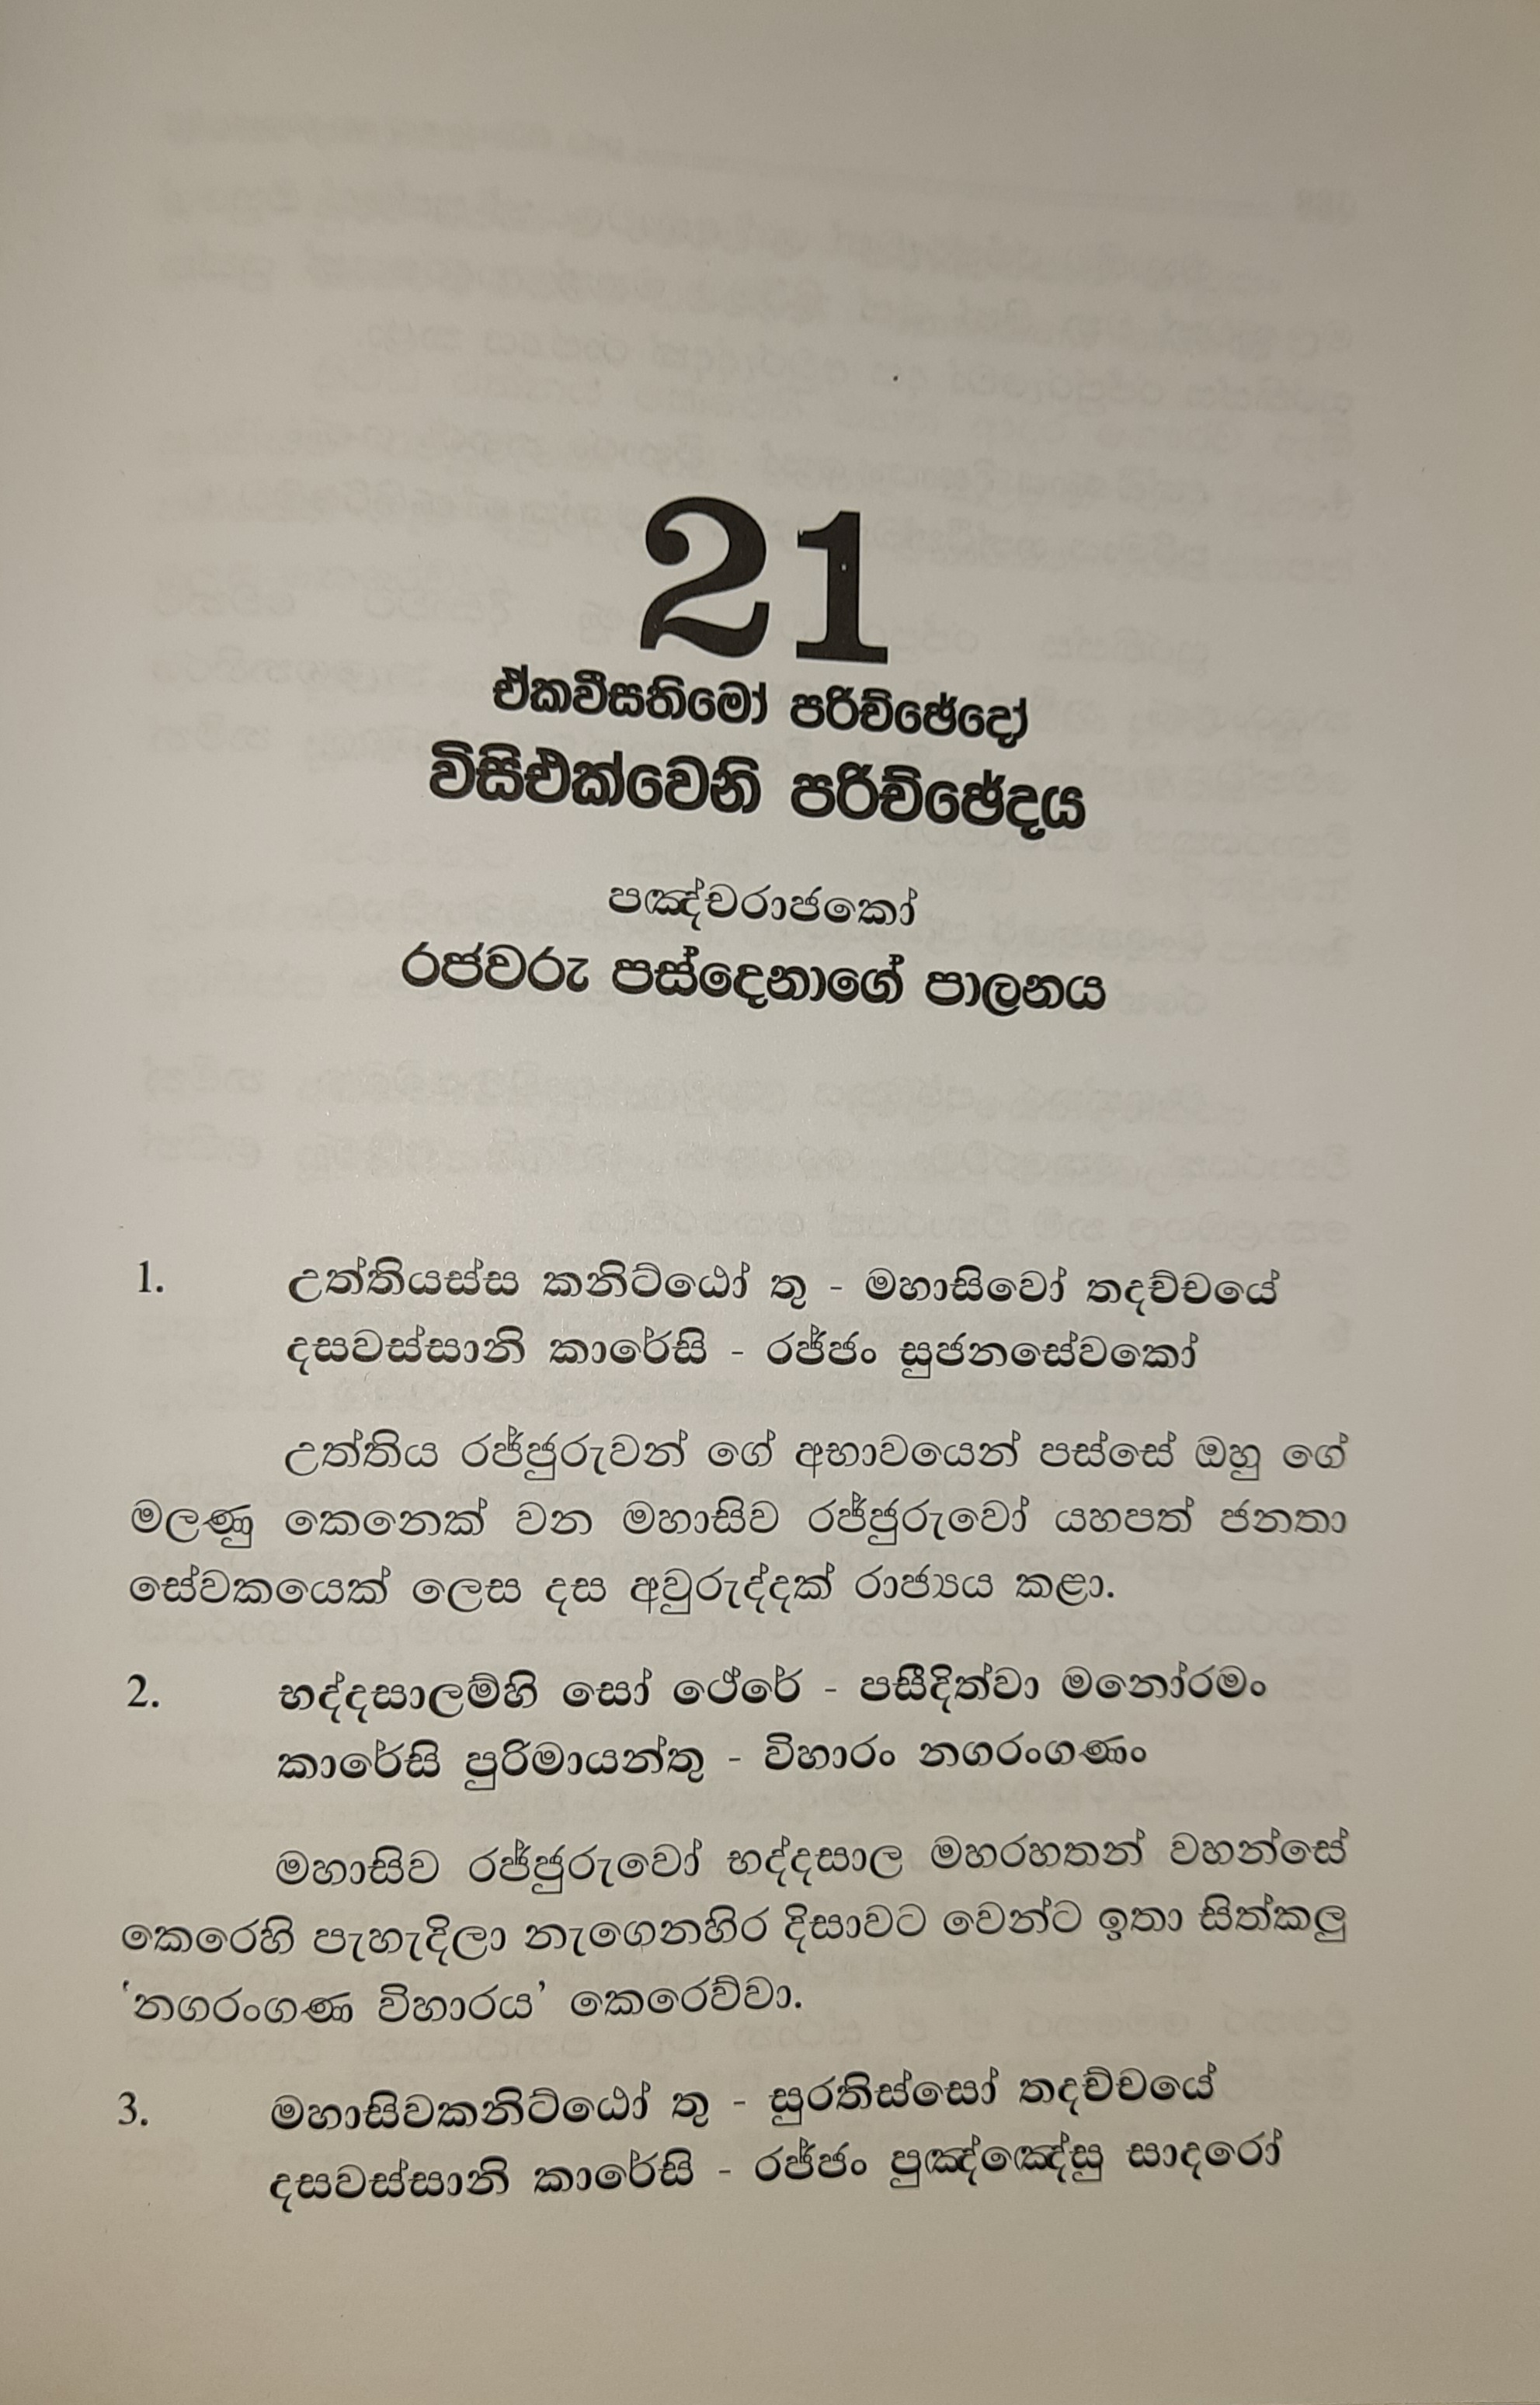 21
ඒකවීසතිමෝ පරිච්ඡේදෝ
විසිඑක්වෙනි පරිච්ඡේදය
පඤ්චරාජකෝ
රජවරු පස්දෙනාගේ පාලනය
1. උත්තියස්ස කනිට්ඨෝ තු - මහාසිවෝ තදච්චයේ
දසවස්සානි කාරේසි - රජ්ජං සුජනසේවකෝ
උත්තිය රජ්ජුරුවන් ගේ අභාවයෙන් පස්සේ ඔහු ගේ
මලණු කෙනෙක් වන මහාසිව රජ්ජුරුවෝ යහපත් ජනතා
සේවකයෙක් ලෙස දස අවුරුද්දක් රාජ්‍යය කළා.
2. භද්දසාලම්හි සෝ ථේරේ - පසීදිත්වා මනෝරමං
කාරේසි පුරිමායන්තු - විහාරං නගරංගණං
මහාසිව රජ්ජුරුවෝ භද්දසාල මහරහතන් වහන්සේ
කෙරෙහි පැහැදිලා නැගෙනහිර දිසාවට වෙන්ට ඉතා සිත්කලු
‘නගරංගණ විහාරය’ කෙරෙව්වා.
3. මහාසිවකනිට්ඨෝ තු - සුරතිස්සෝ තදච්චයේ
දසවස්සානි කාරේසි - රජ්ජං පුඤ්ඤේසු සාදරෝ